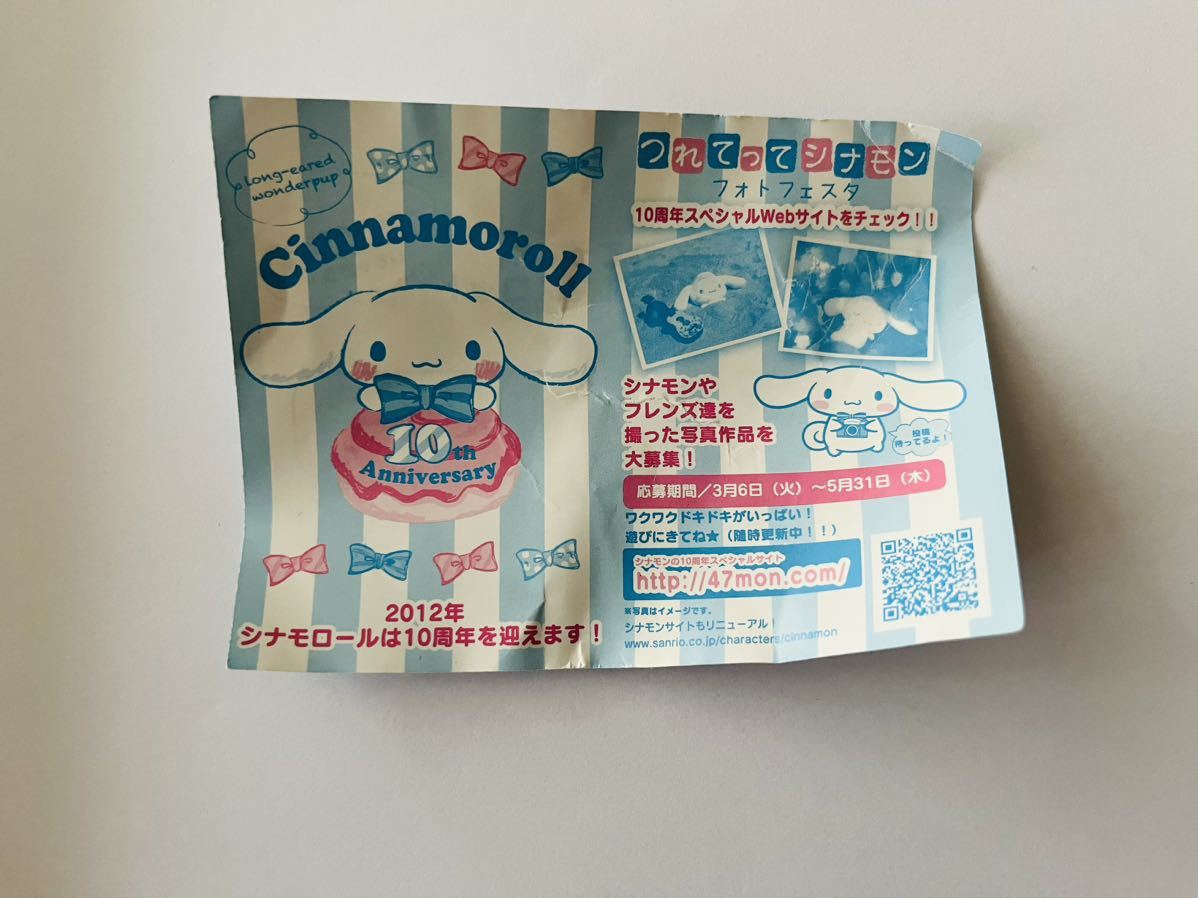 long-eared
wonderpup
Cinnamoroll
10th
Anniversary
2012年
シナモロールは10周年を迎えます！
つれてってシナモン
フォトフェスタ
10周年スペシャルWebサイトをチェック！！
シナモンや
フレンズ達を
撮った写真作品を
大募集！
投稿
待ってるよ！
応募期間／3月6日（火）～5月31日（木）
ワクワクドキドキがいっぱい！
遊びにきてね★（随時更新中！！）
シナモンの10周年スペシャルサイト
http://47mon.com/
※写真はイメージです。
シナモンサイトもリニューアル！
www.sanrio.co.jp/characters/cinnamon